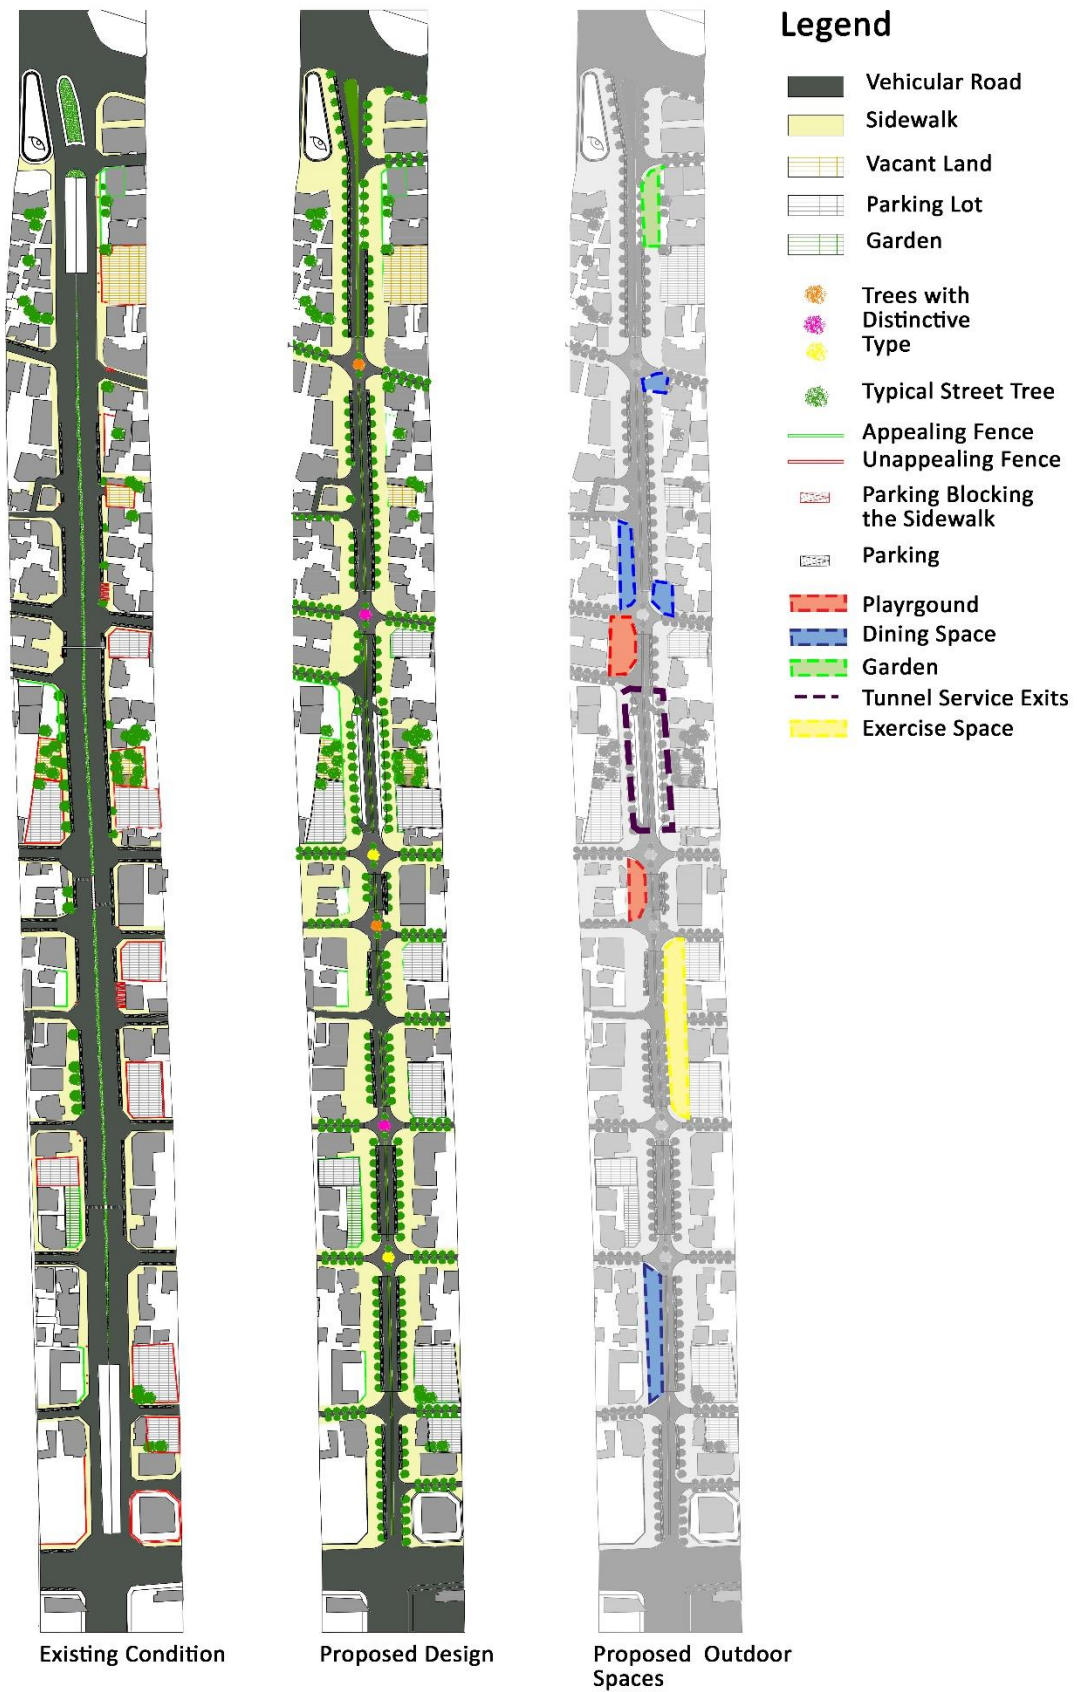 Legend
Vehicular Road
Sidewalk
Vacant Land
Parking Lot
Garden
Trees with
Distinctive
Type
Typical Street Tree
Appealing Fence
Unappealing Fence
Parking Blocking
the Sidewalk
Parking
Playrground
Dining Space
Garden
Tunnel Service Exits
Exercise Space
Existing Condition
Proposed Design
Proposed Outdoor
Spaces